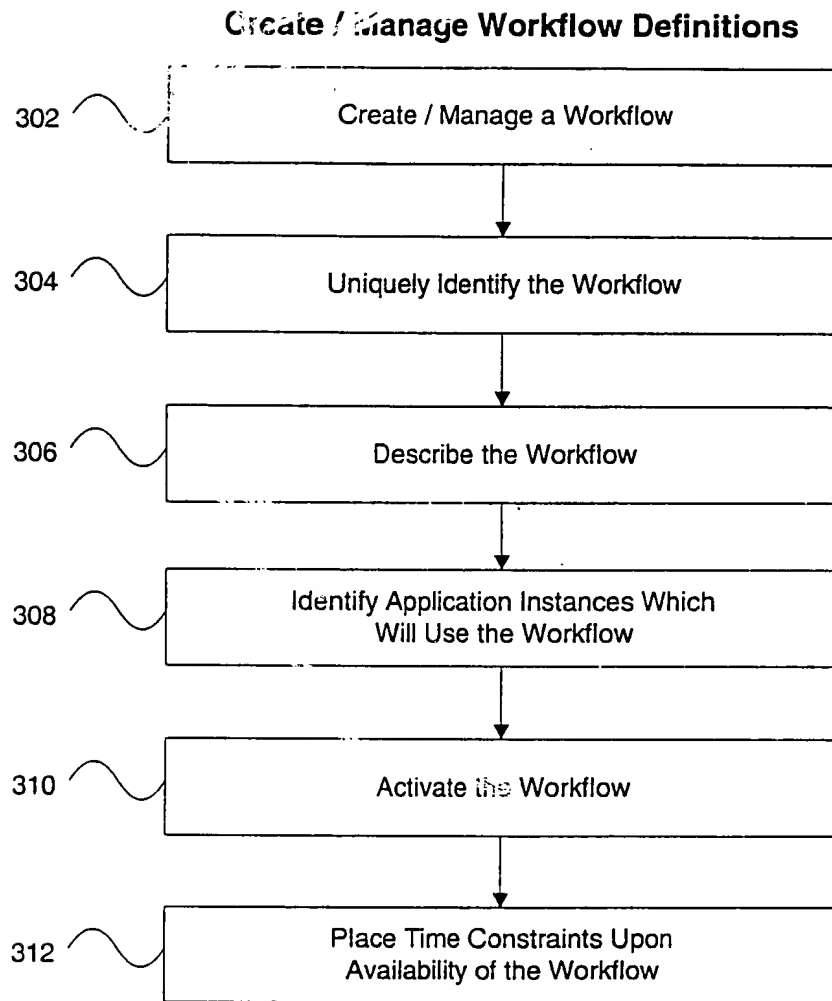 Create / Manage Workflow Definitions
302
Create / Manage a Workflow
304
Uniquely Identify the Workflow
306
Describe the Workflow
308
Identify Application Instances Which
Will Use the Workflow
310
Activate the Workflow
312
Place Time Constraints Upon
Availability of the Workflow